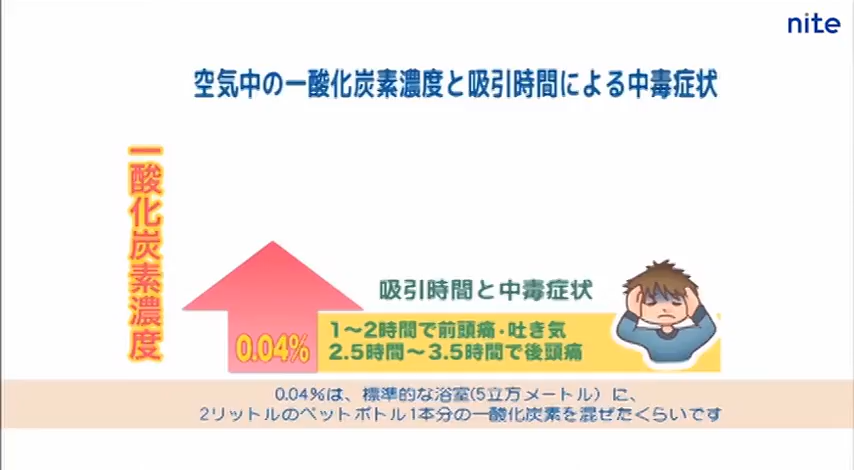 nite
空気中の一酸化炭素濃度と吸引時間による中毒症状
一酸化炭素濃度
吸引時間と中毒症状
0.04%
1〜2時間で前頭痛・吐き気
2.5時間〜3.5時間で後頭痛
0.04%は、標準的な浴室(5立方メートル）に、
2リットルのペットボトル1本分の一酸化炭素を混ぜたくらいです